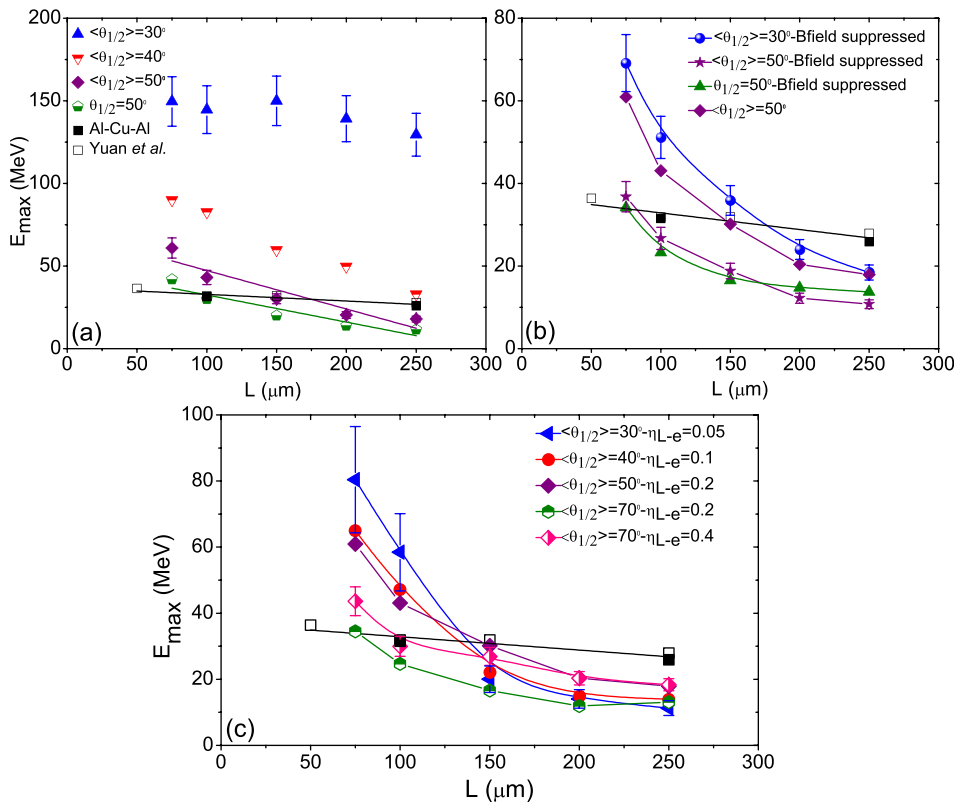 200
150
100
50
0
E_max (MeV)
<θ1/2>=30°
<θ1/2>=40°
<θ1/2>=50°
θ1/2=50°
Al-Cu-Al
Yuan et al.
(a)
0 50 100 150 200 250 300
L (μm)
80
60
40
20
0
<θ1/2>=30°-Bfield suppressed
<θ1/2>=50°-Bfield suppressed
θ1/2=50°-Bfield suppressed
<θ1/2>=50°
(b)
0 50 100 150 200 250 300
L (μm)
100
80
60
40
20
0
E_max (MeV)
<θ1/2>=30°-ηL-e=0.05
<θ1/2>=40°-ηL-e=0.1
<θ1/2>=50°-ηL-e=0.2
<θ1/2>=70°-ηL-e=0.2
<θ1/2>=70°-ηL-e=0.4
(c)
0 50 100 150 200 250 300
L (μm)